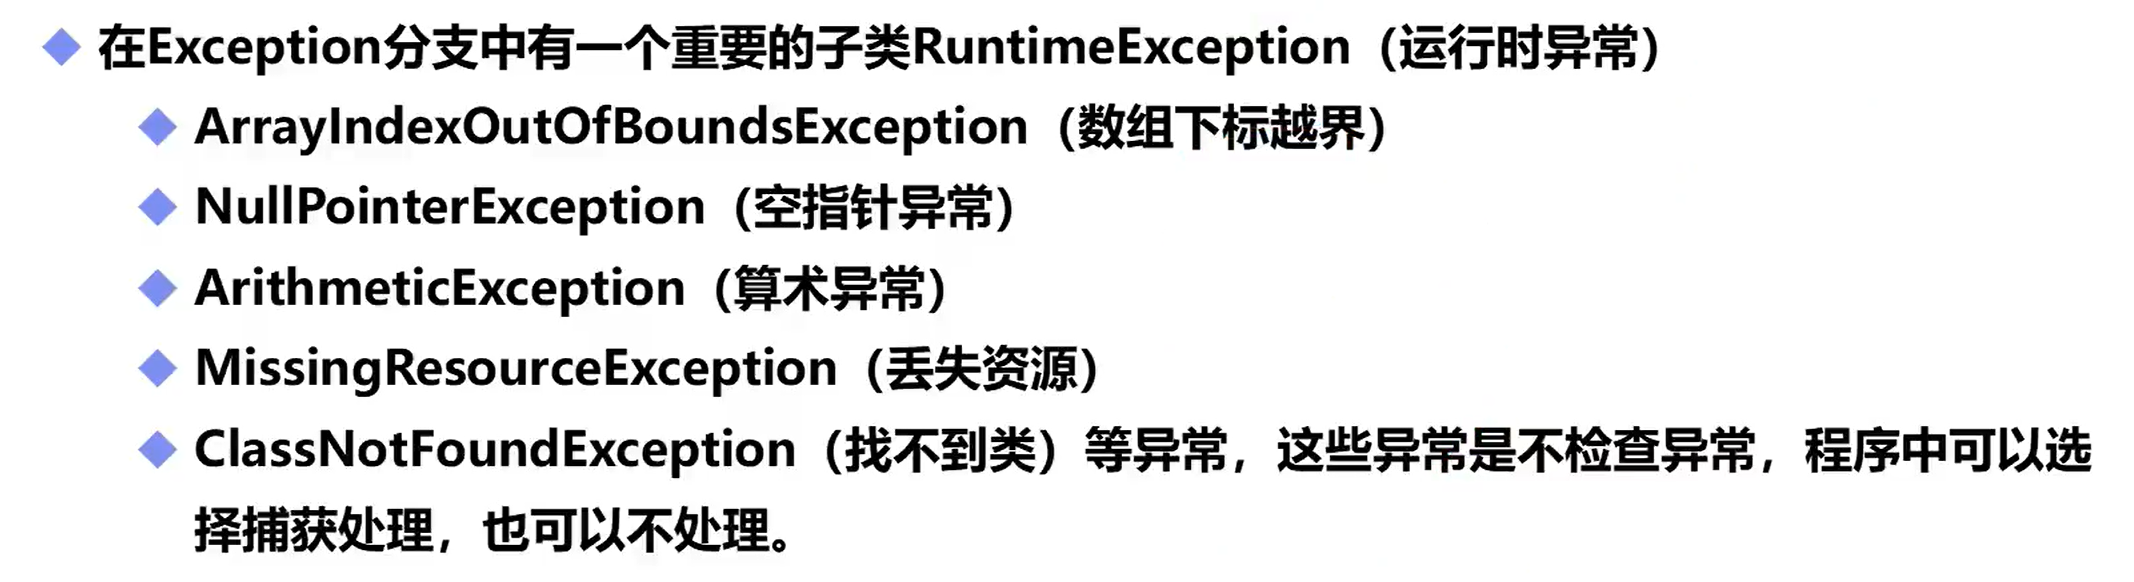 在Exception分支中有一个重要的子类RuntimeException（运行时异常）
ArrayIndexOutOfBoundsException（数组下标越界）
NullPointerException（空指针异常）
ArithmeticException（算术异常）
MissingResourceException（丢失资源）
ClassNotFoundException（找不到类）等异常，这些异常是不检查异常，程序中可以选
择捕获处理，也可以不处理。